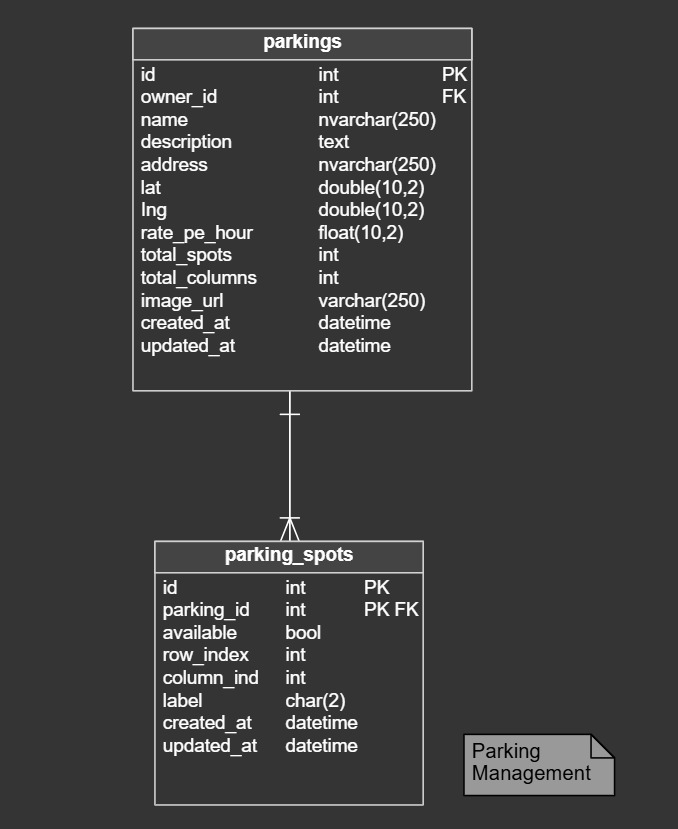 parkings
id int PK
owner_id int FK
name nvarchar(250)
description text
address nvarchar(250)
lat double(10,2)
lng double(10,2)
rate_pe_hour float(10,2)
total_spots int
total_columns int
image_url varchar(250)
created_at datetime
updated_at datetime
parking_spots
id int PK
parking_id int PK FK
available bool
row_index int
column_ind int
label char(2)
created_at datetime
updated_at datetime
Parking
Management